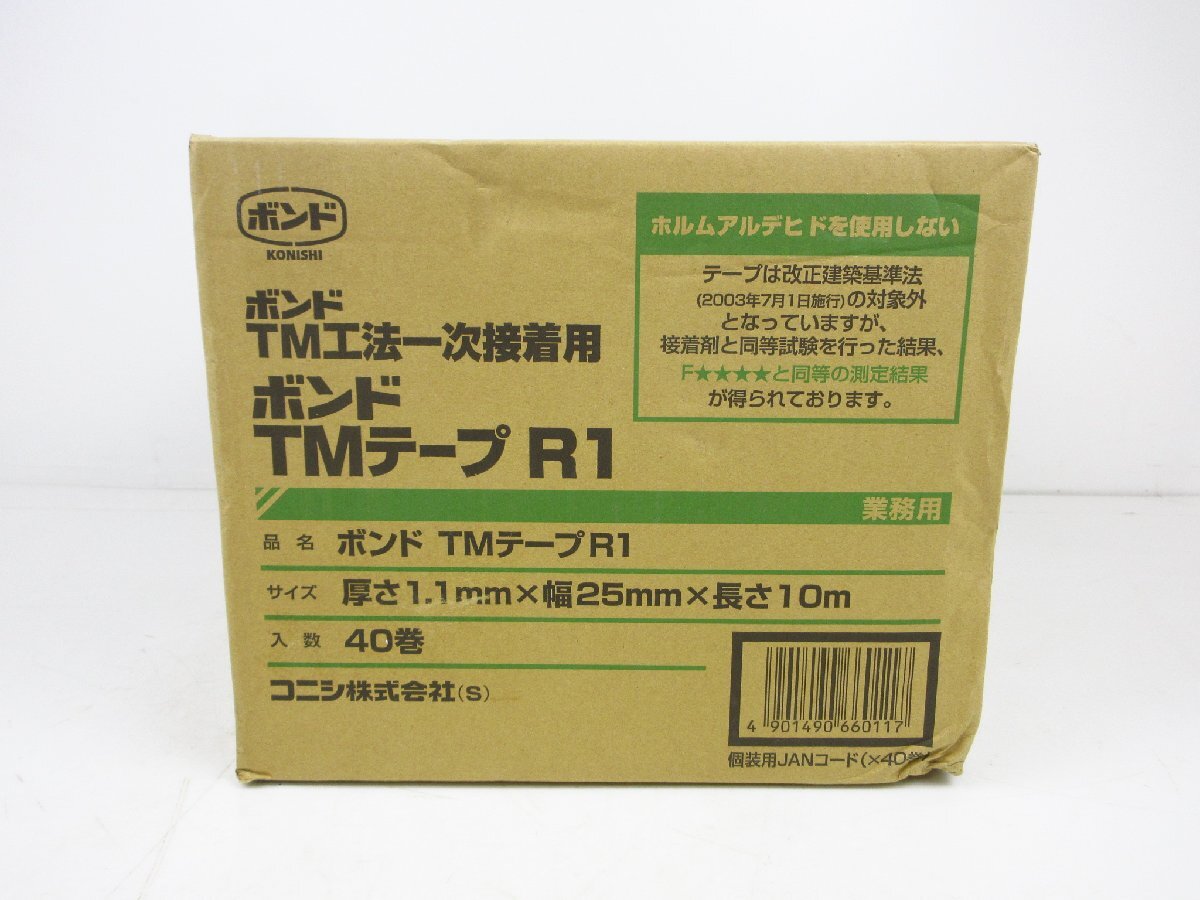 ボンド
KONISHI
ボンド
TM工法一次接着用
ボンド
TMテープ R1
ホルムアルデヒドを使用しない
テープは改正建築基準法
(2003年7月1日施行)の対象外
となっていますが、
接着剤と同等試験を行った結果、
F★★★★と同等の測定結果
が得られております。
業務用
品名 ボンド TMテープR1
サイズ 厚さ1.1mm×幅25mm×長さ10m
入数 40巻
コニシ株式会社(S)
4 901490 660117
個装用JANコード(×40巻)